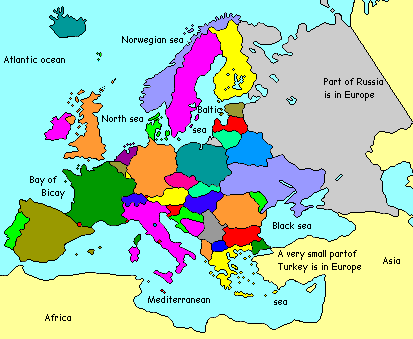 Norwegian sea
Atlantic ocean
Part of Russia
is in Europe
Baltic
North sea
sea
Bay of
Bicay
Black sea
A very small partof
Turkey is in Europe
Asia
Mediterranean
sea
Africa